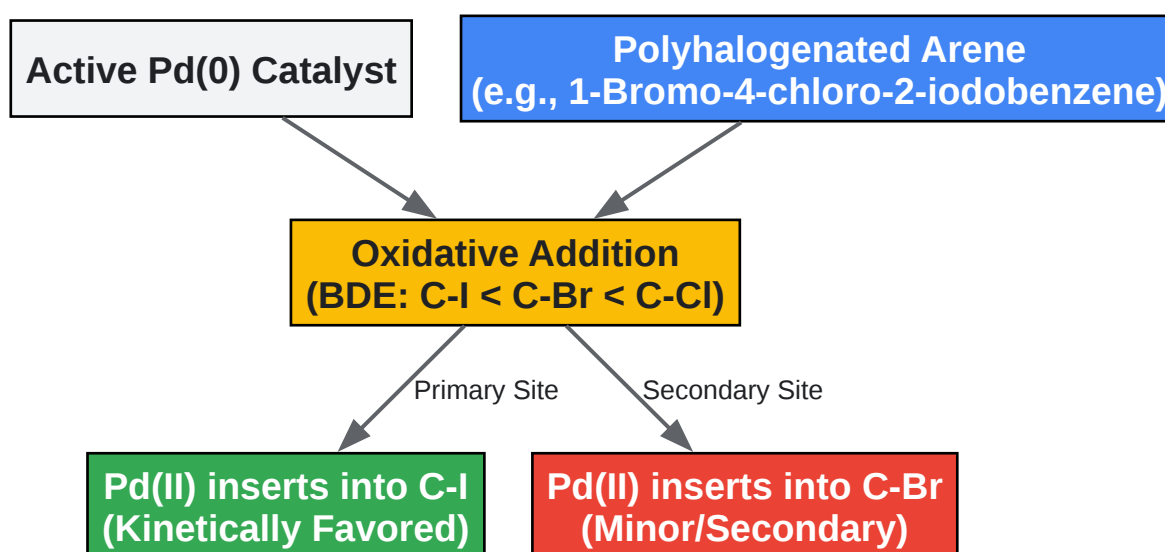 Active Pd(0) Catalyst
Polyhalogenated Arene
(e.g., 1-Bromo-4-chloro-2-iodobenzene)
Oxidative Addition
(BDE: C-I < C-Br < C-Cl)
Primary Site
Secondary Site
Pd(II) inserts into C-I
(Kinetically Favored)
Pd(II) inserts into C-Br
(Minor/Secondary)